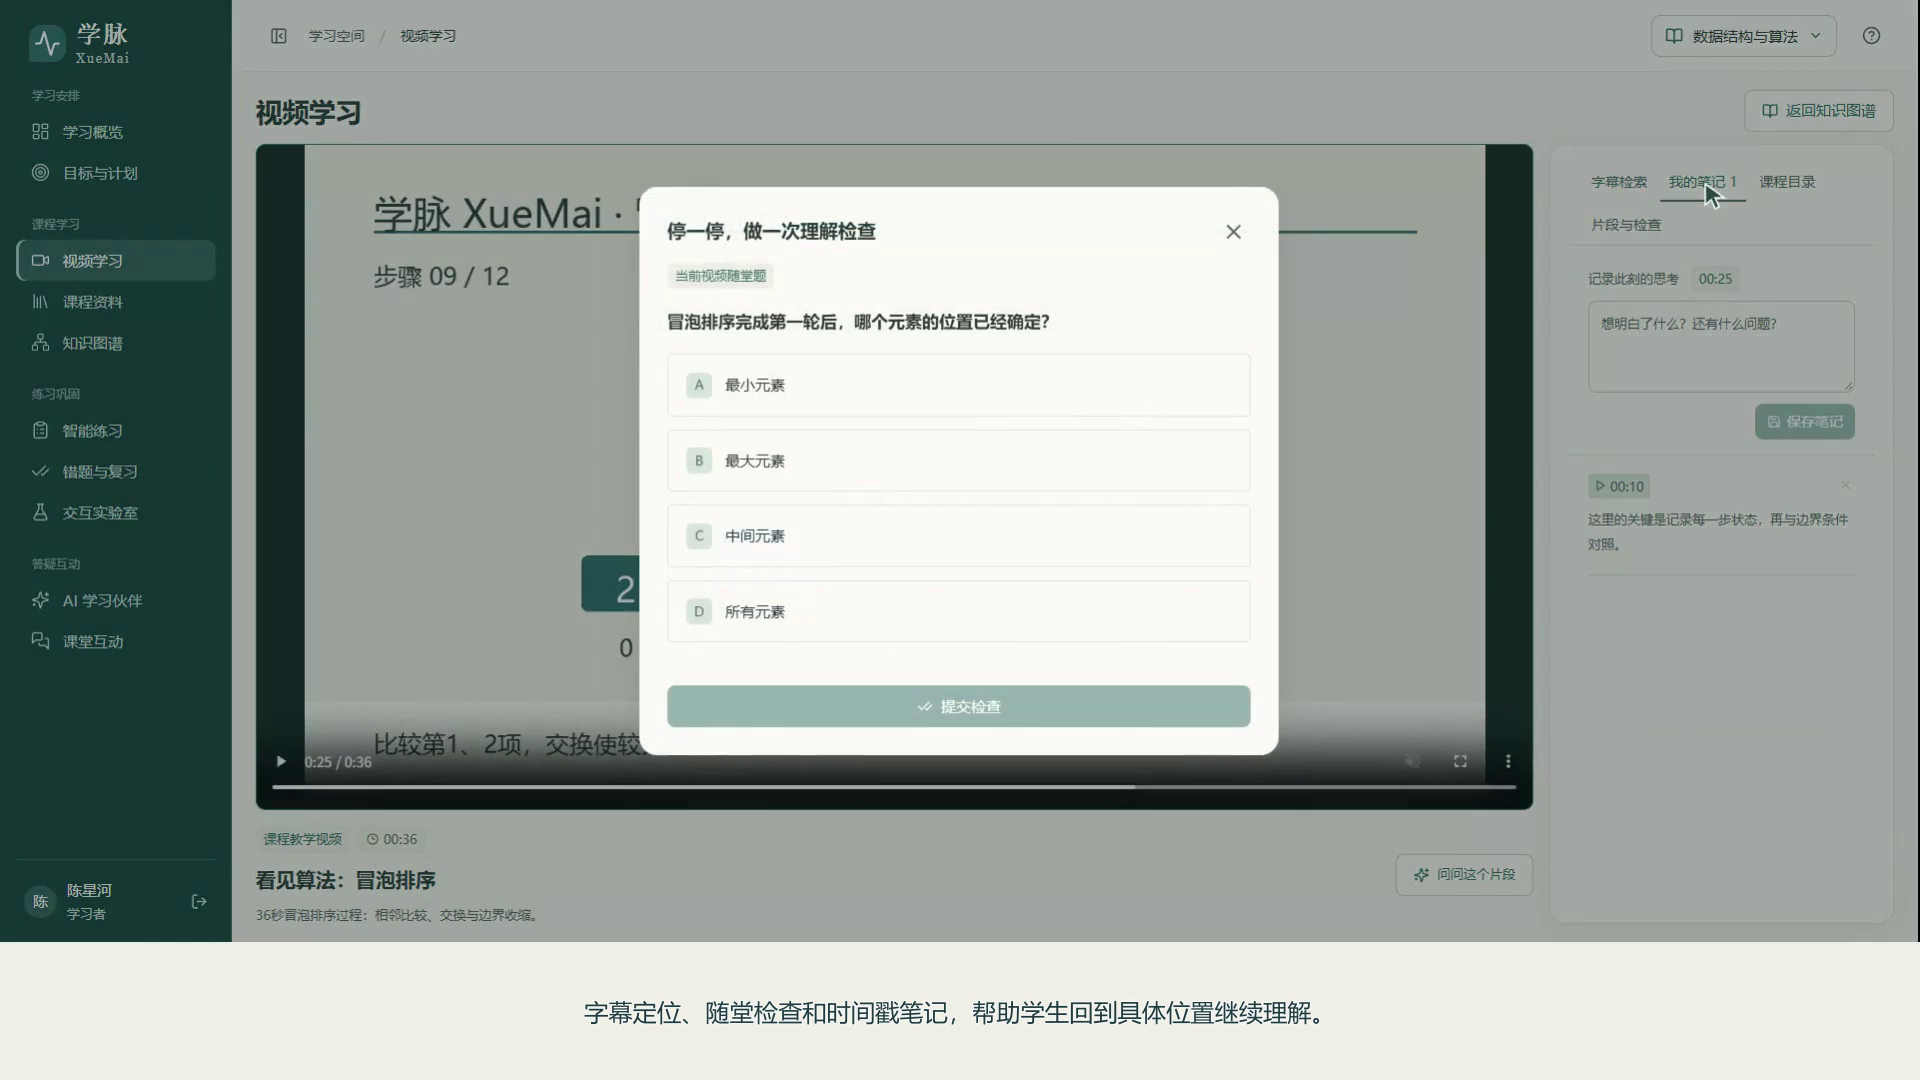 学脉
XueMai
学习安排
学习概览
目标与计划
课程学习
视频学习
课程资料
知识图谱
练习巩固
智能练习
错题与复习
交互实验室
答疑互动
AI 学习伙伴
课堂互动
陈
陈星河
学习者
学习空间 / 视频学习
数据结构与算法
视频学习
返回知识图谱
学脉 XueMai ·
步骤 09 / 12
2
0
比较第1、2项，交换使较
0:25 / 0:36
停一停，做一次理解检查
当前视频随堂题
冒泡排序完成第一轮后，哪个元素的位置已经确定？
A 最小元素
B 最大元素
C 中间元素
D 所有元素
提交检查
课程教学视频 00:36
看见算法：冒泡排序
36秒冒泡排序过程：相邻比较、交换与边界收缩。
问问这个片段
字幕检索 我的笔记 1 课程目录
片段与检查
记录此刻的思考 00:25
想明白了什么？还有什么问题？
保存笔记
00:10
这里的关键是记录每一步状态，再与边界条件
对照。
字幕定位、随堂检查和时间戳笔记，帮助学生回到具体位置继续理解。